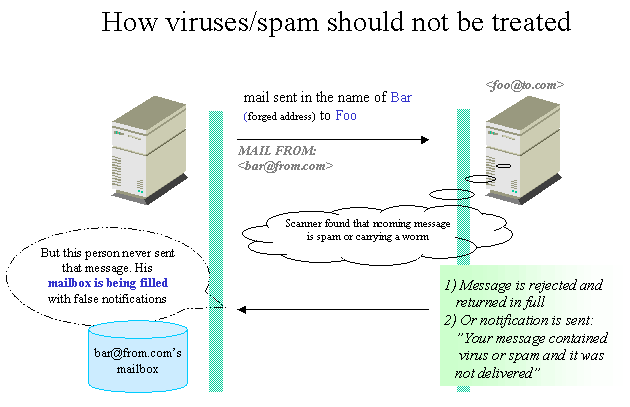 How viruses/spam should not be treated
<foo@to.com>
mail sent in the name of Bar
(forged address) to Foo
MAIL FROM:
<bar@from.com>
Scanner found that ncoming message
is spam or carrying a worm
But this person never sent
that message. His
mailbox is being filled
with false notifications
1) Message is rejected and
returned in full
2) Or notification is sent:
"Your message contained
virus or spam and it was
not delivered"
bar@from.com's
mailbox